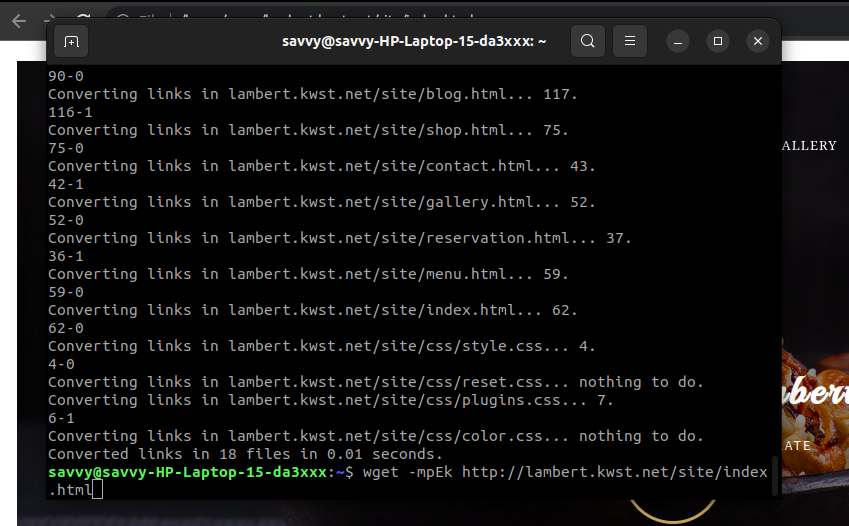 savvy@savvy-HP-Laptop-15-da3xxx: ~
ALLERY
90-0
Converting links in lambert.kwst.net/site/blog.html... 117.
116-1
Converting links in lambert.kwst.net/site/shop.html... 75.
75-0
Converting links in lambert.kwst.net/site/contact.html... 43.
42-1
Converting links in lambert.kwst.net/site/gallery.html... 52.
52-0
Converting links in lambert.kwst.net/site/reservation.html... 37.
36-1
Converting links in lambert.kwst.net/site/menu.html... 59.
59-0
Converting links in lambert.kwst.net/site/index.html... 62.
62-0
Converting links in lambert.kwst.net/site/css/style.css... 4.
4-0
Converting links in lambert.kwst.net/site/css/reset.css... nothing to do.
Converting links in lambert.kwst.net/site/css/plugins.css... 7.
6-1
Converting links in lambert.kwst.net/site/css/color.css... nothing to do.
Converted links in 18 files in 0.01 seconds.
savvy@savvy-HP-Laptop-15-da3xxx:~$ wget -mpEk http://lambert.kwst.net/site/index
.html
mbert
ATE